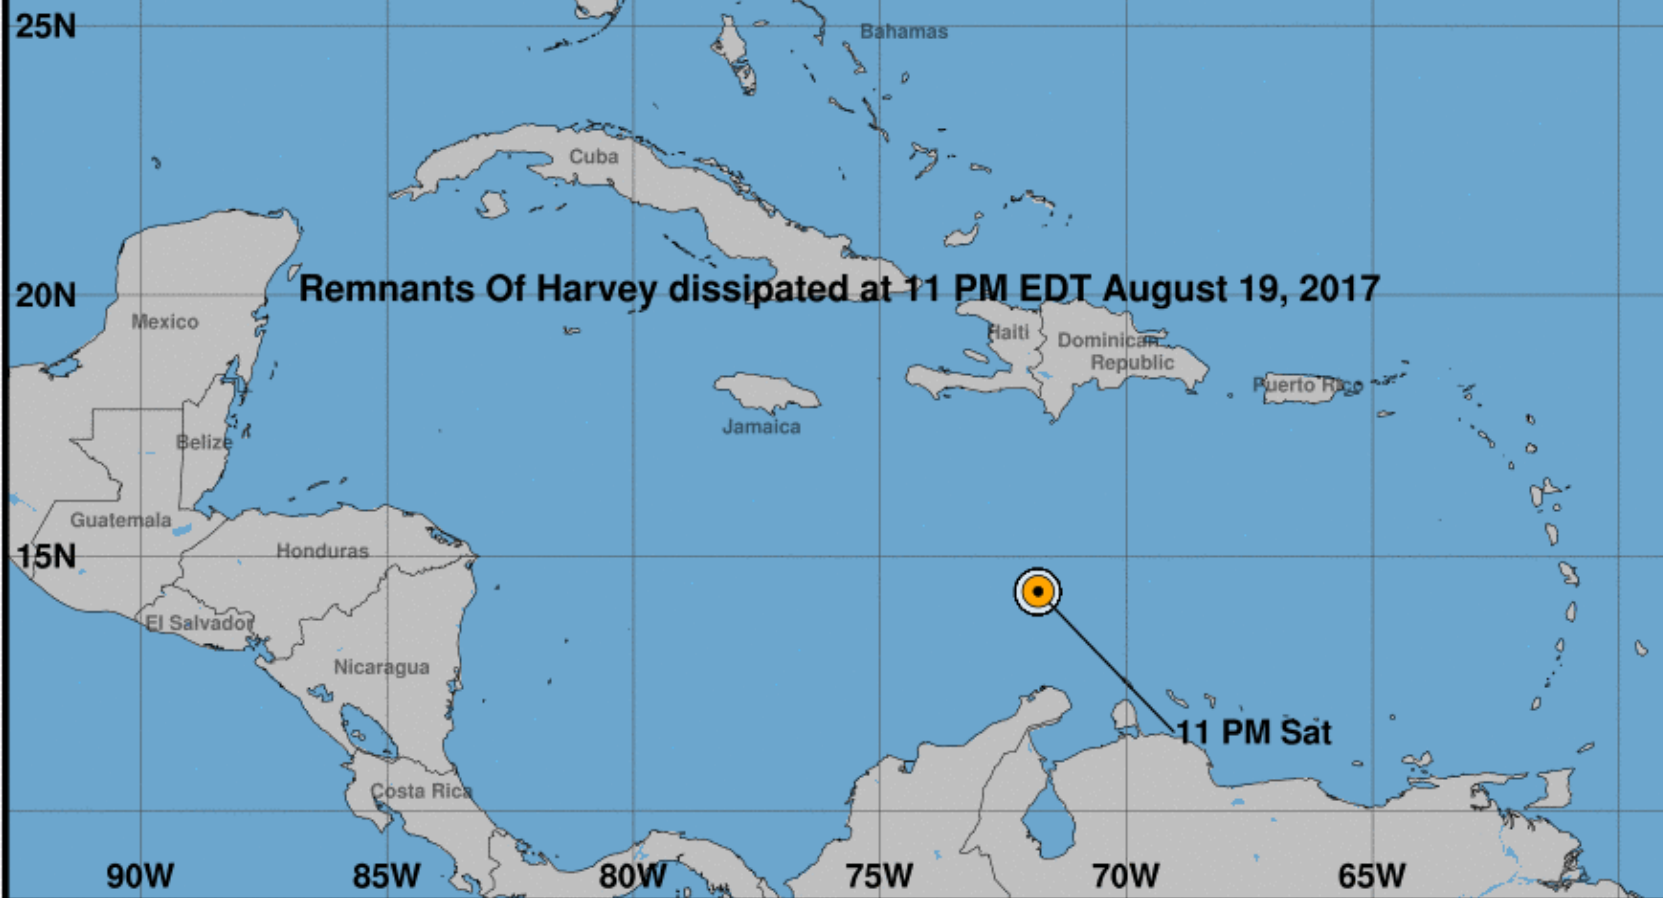 25N
Bahamas
Cuba
20N
Remnants Of Harvey dissipated at 11 PM EDT August 19, 2017
Mexico
Haiti
Dominican
Republic
Puerto Rico
Jamaica
Belize
Guatemala
Honduras
15N
El Salvador
Nicaragua
11 PM Sat
Costa Rica
90W
85W
80W
75W
70W
65W